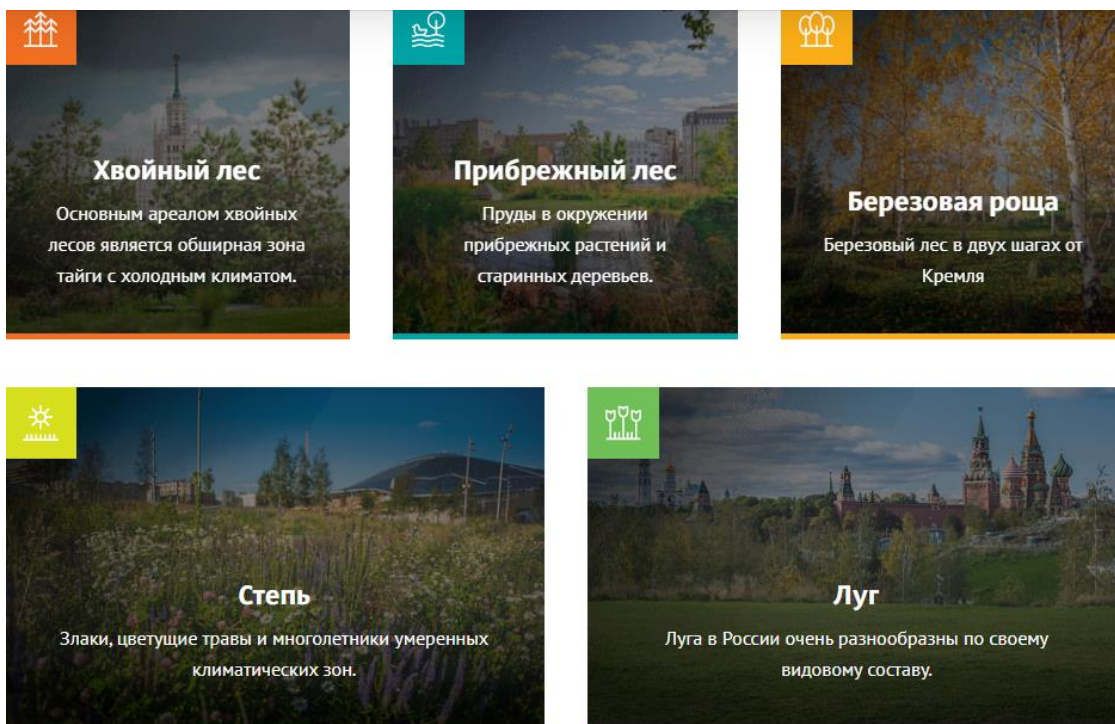 Хвойный лес
Основным ареалом хвойных
лесов является обширная зона
тайги с холодным климатом.
Прибрежный лес
Пруды в окружении
прибрежных растений и
старинных деревьев.
Березовая роща
Березовый лес в двух шагах от
Кремля
Степь
Злаки, цветущие травы и многолетники умеренных
климатических зон.
Луг
Луга в России очень разнообразны по своему
видовому составу.